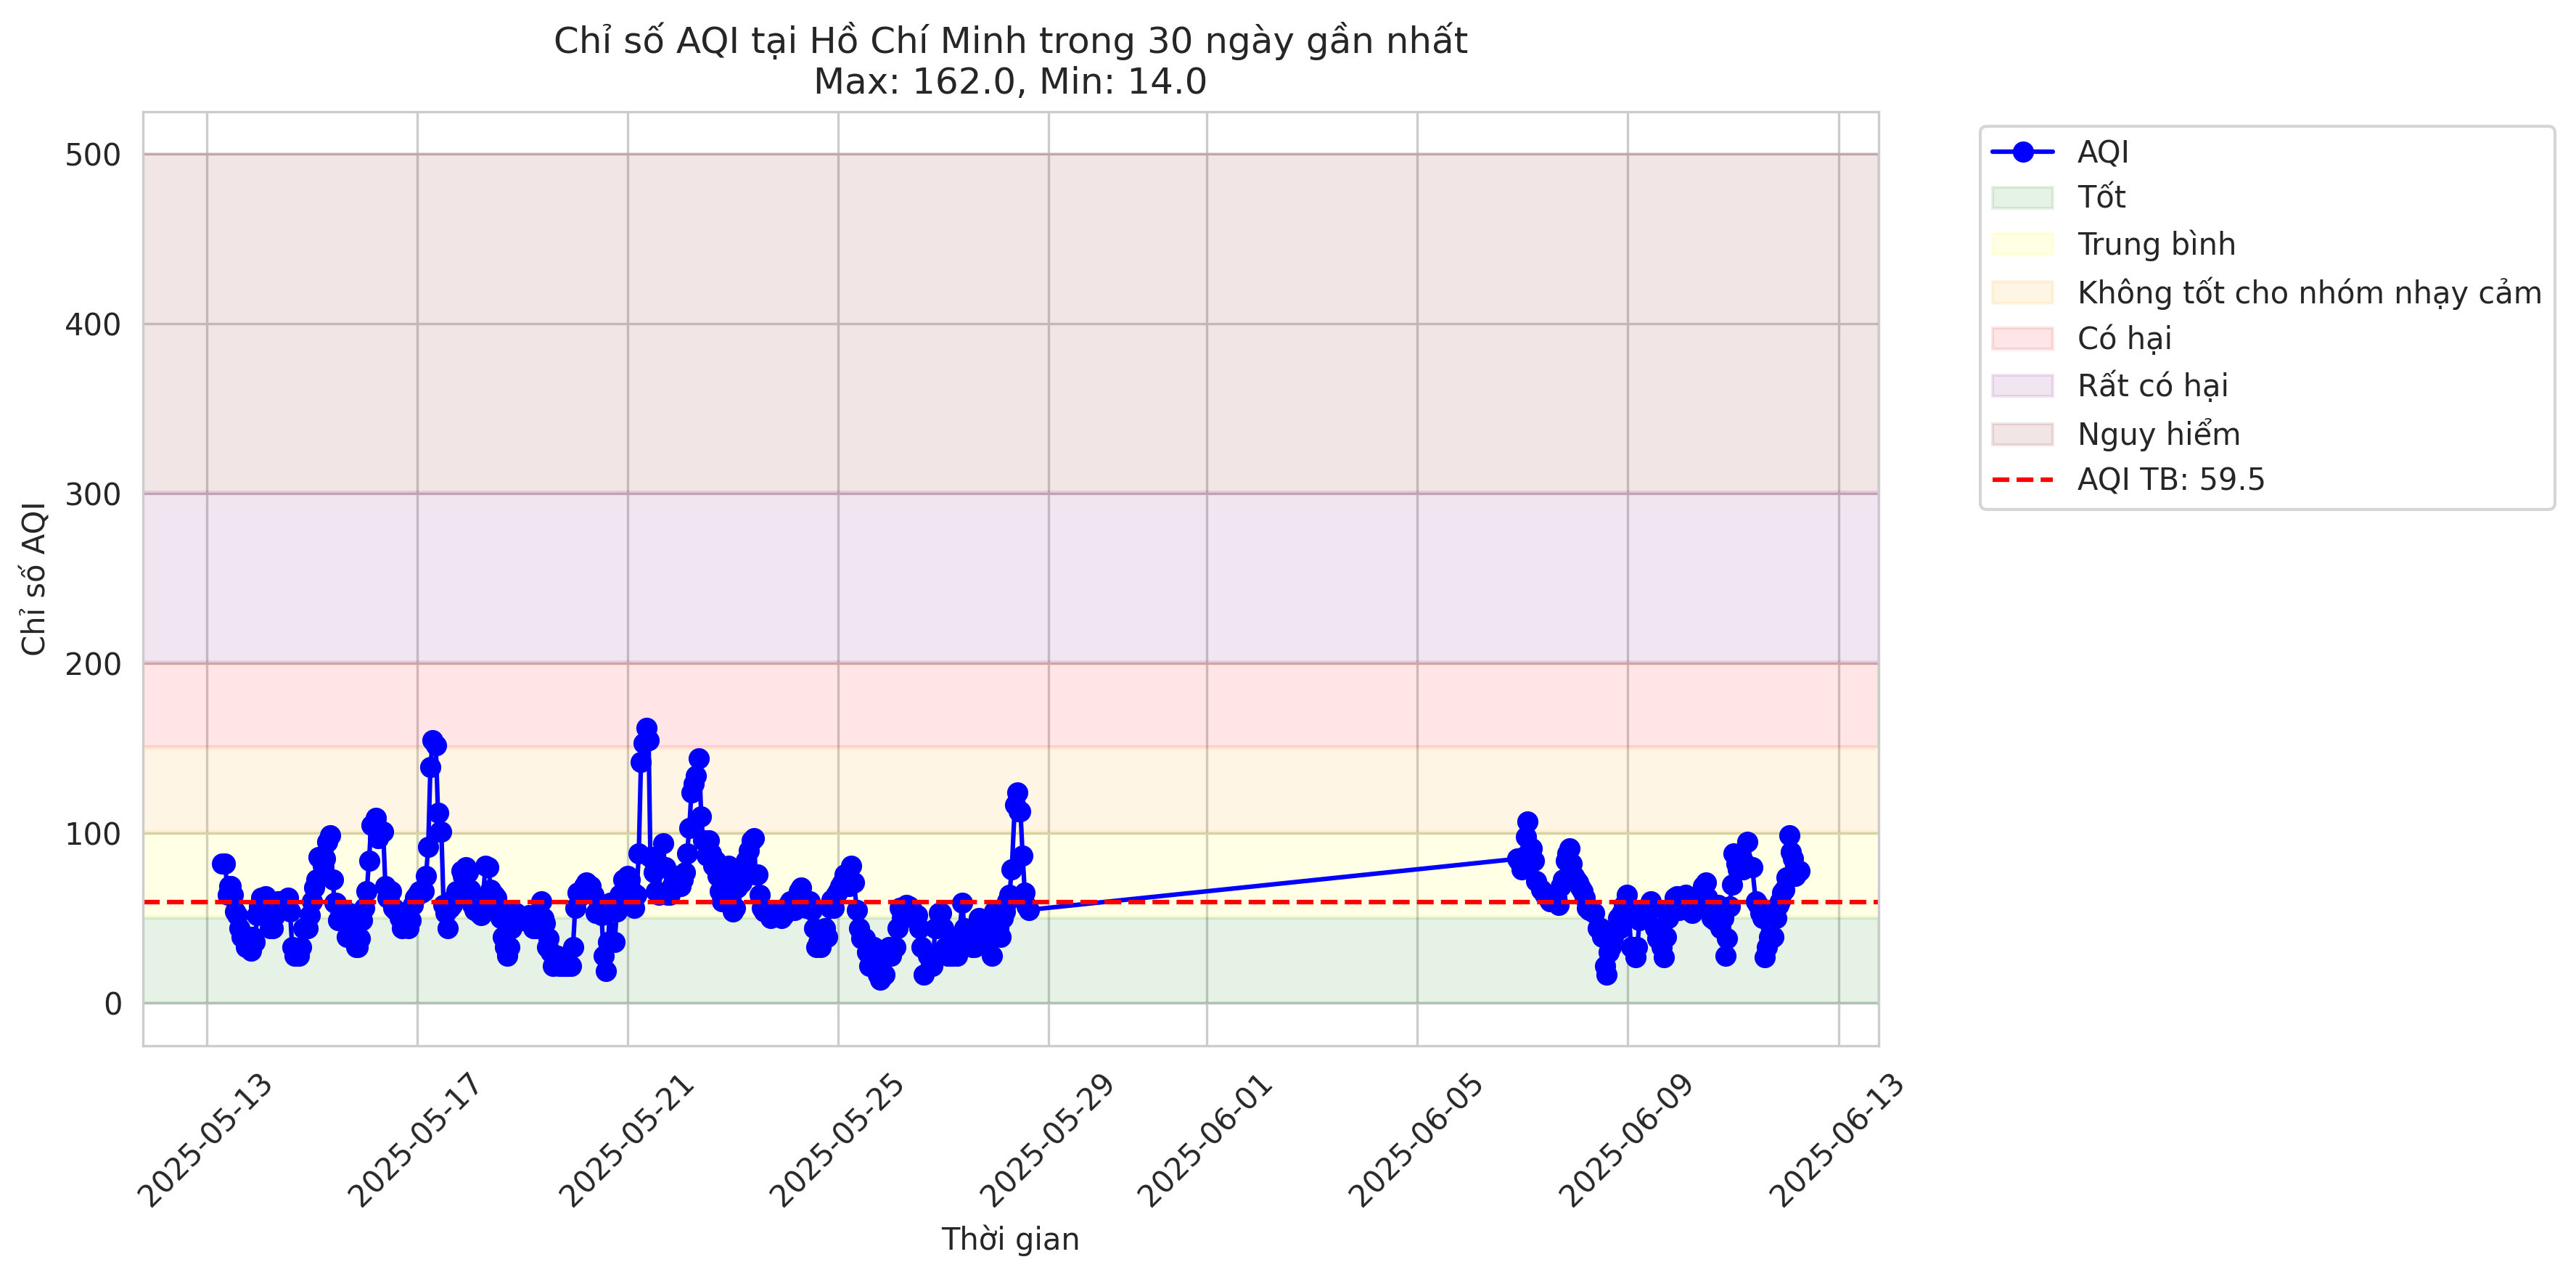 Chỉ số AQI tại Hồ Chí Minh trong 30 ngày gần nhất
Max: 162.0, Min: 14.0
Chỉ số AQI
500
400
300
200
100
0
2025-05-13
2025-05-17
2025-05-21
2025-05-25
2025-05-29
2025-06-01
2025-06-05
2025-06-09
2025-06-13
Thời gian
AQI
Tốt
Trung bình
Không tốt cho nhóm nhạy cảm
Có hại
Rất có hại
Nguy hiểm
AQI TB: 59.5